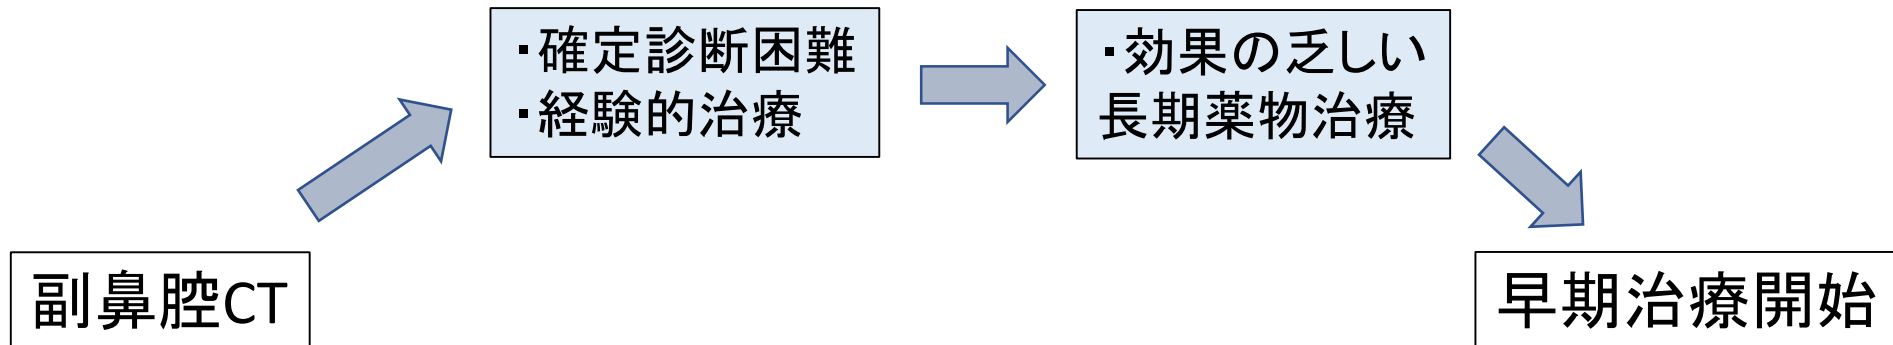 ・確定診断困難
・経験的治療
・効果の乏しい
長期薬物治療
副鼻腔CT
早期治療開始